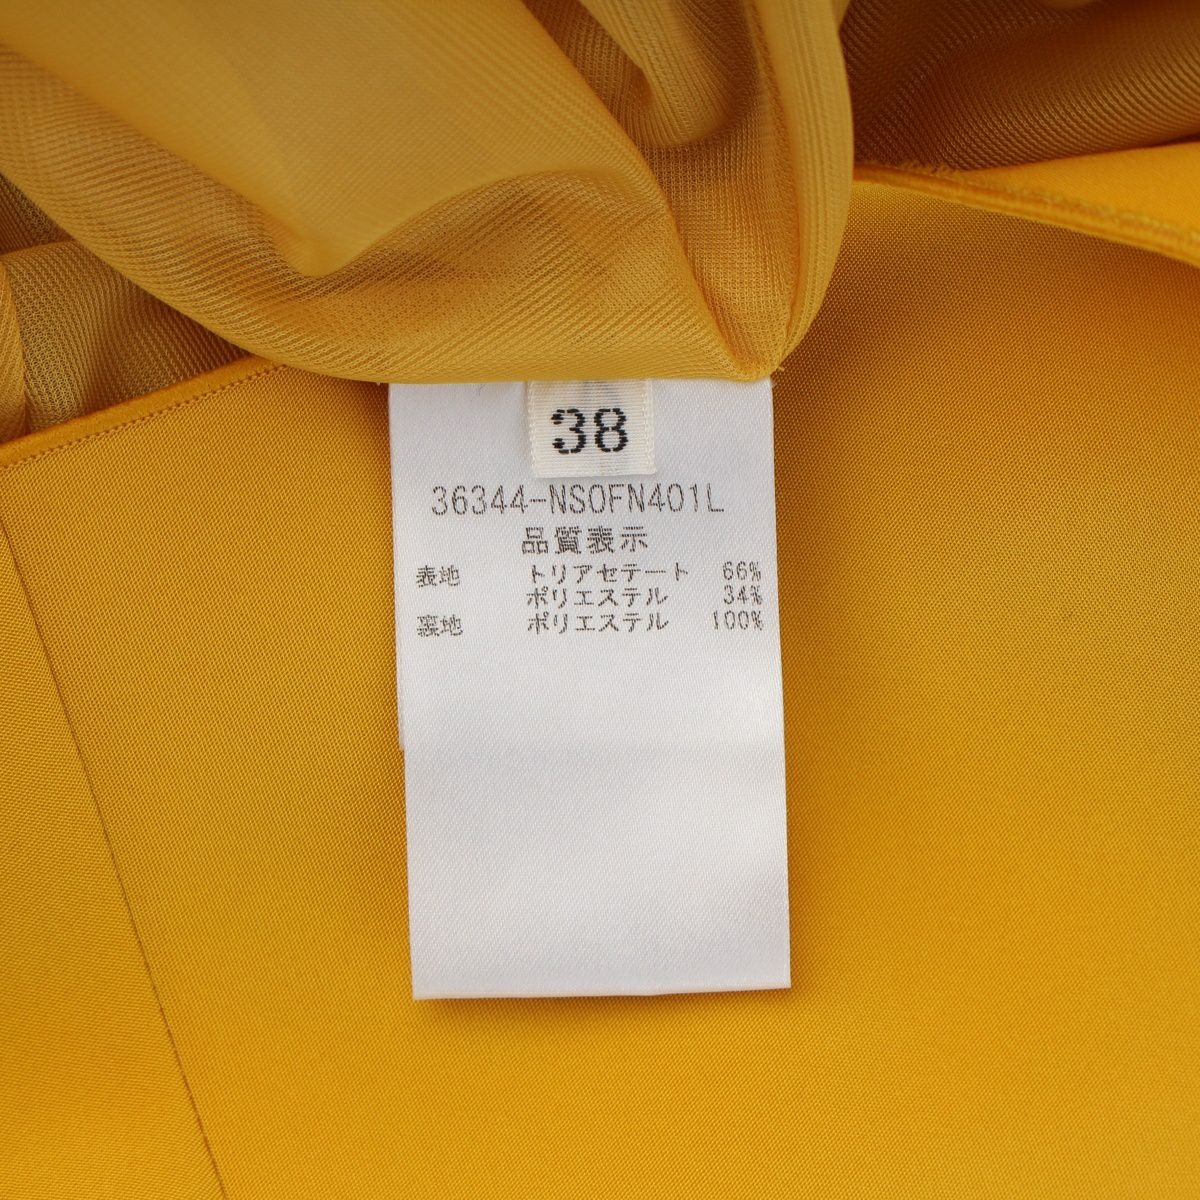 38
36344-NSOFN401L
品質表示
表地 トリアセテート 66%
ポリエステル 34%
裏地 ポリエステル 100%